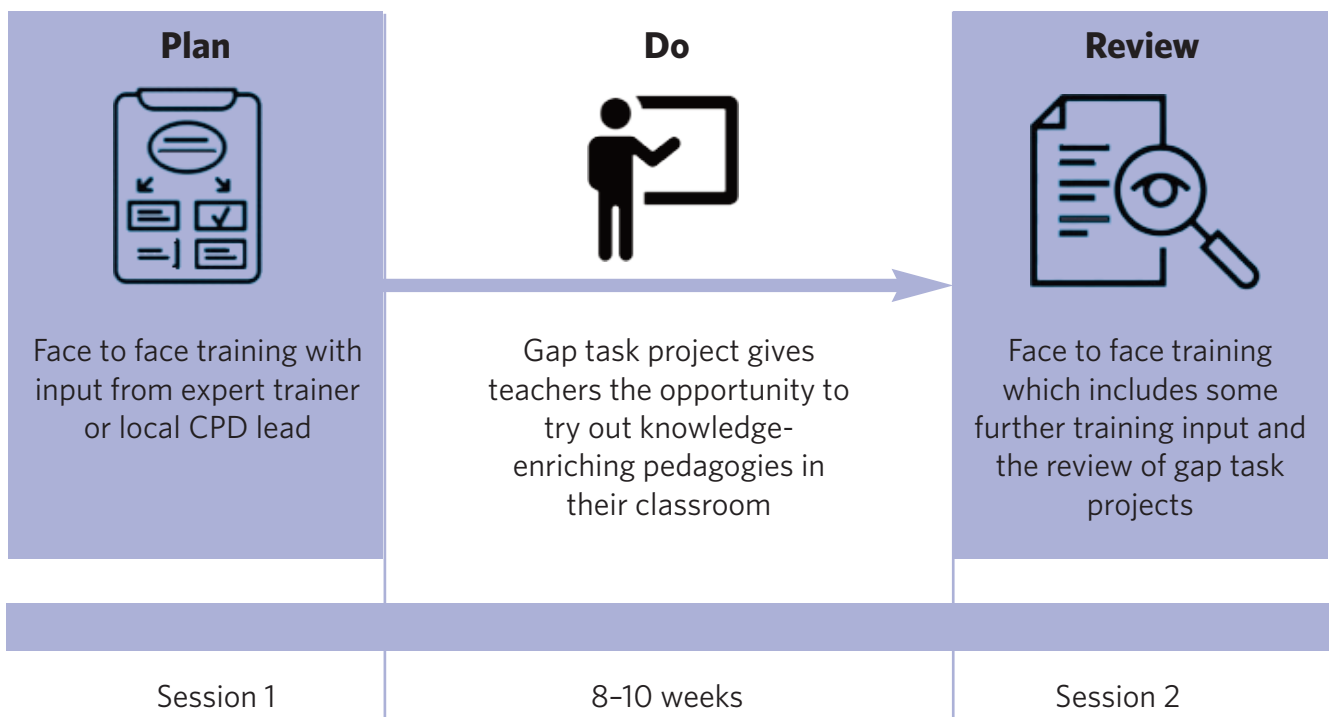 Plan
Face to face training with
input from expert trainer
or local CPD lead
Do
Gap task project gives
teachers the opportunity to
try out knowledge-
enriching pedagogies in
their classroom
Review
Face to face training
which includes some
further training input and
the review of gap task
projects
Session 1
8–10 weeks
Session 2